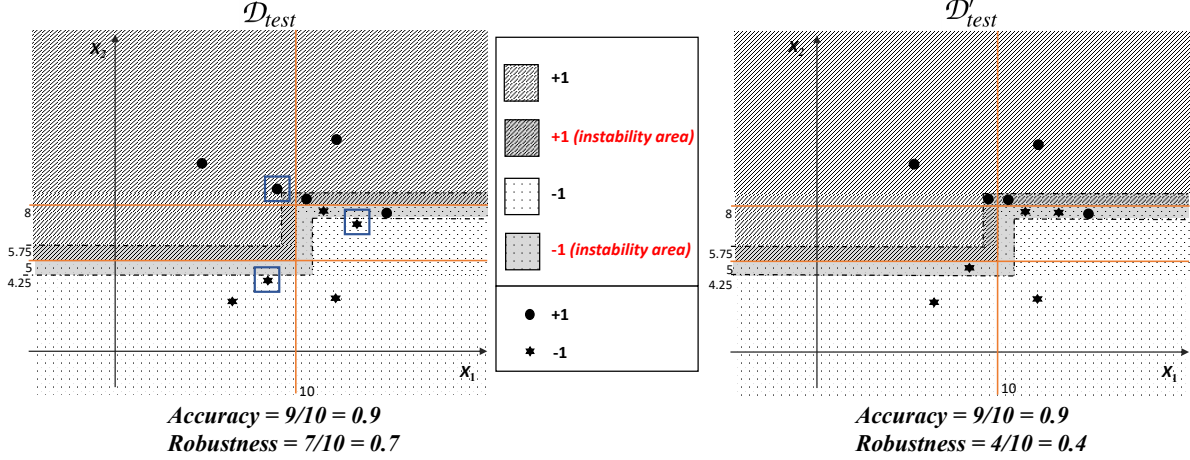 𝒟test
X₂
8
5.75
5
4.25
10
X₁
Accuracy = 9/10 = 0.9
Robustness = 7/10 = 0.7
+1
+1 (instability area)
-1
-1 (instability area)
+1
-1
𝒟′test
X₂
8
5.75
5
4.25
10
X₁
Accuracy = 9/10 = 0.9
Robustness = 4/10 = 0.4